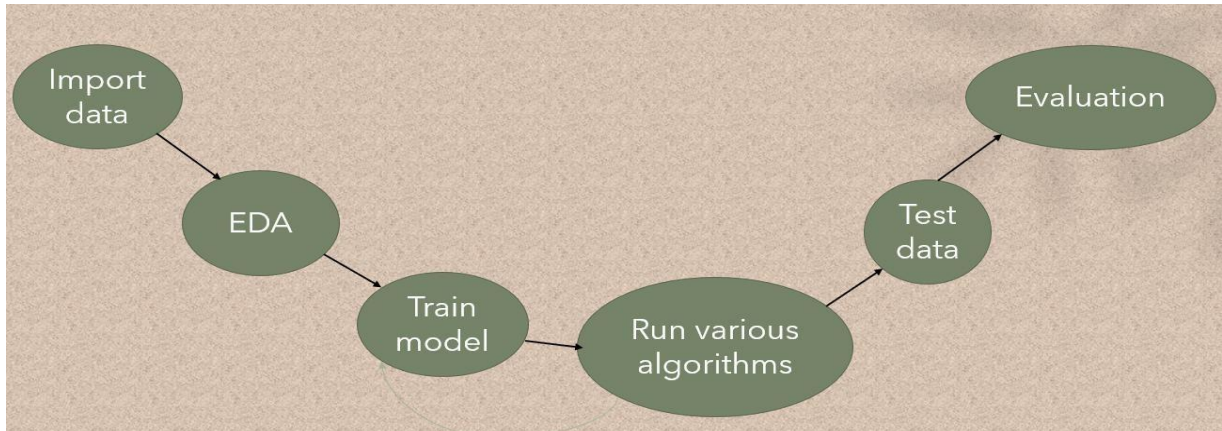 Import
data
EDA
Train
model
Run various
algorithms
Test
data
Evaluation